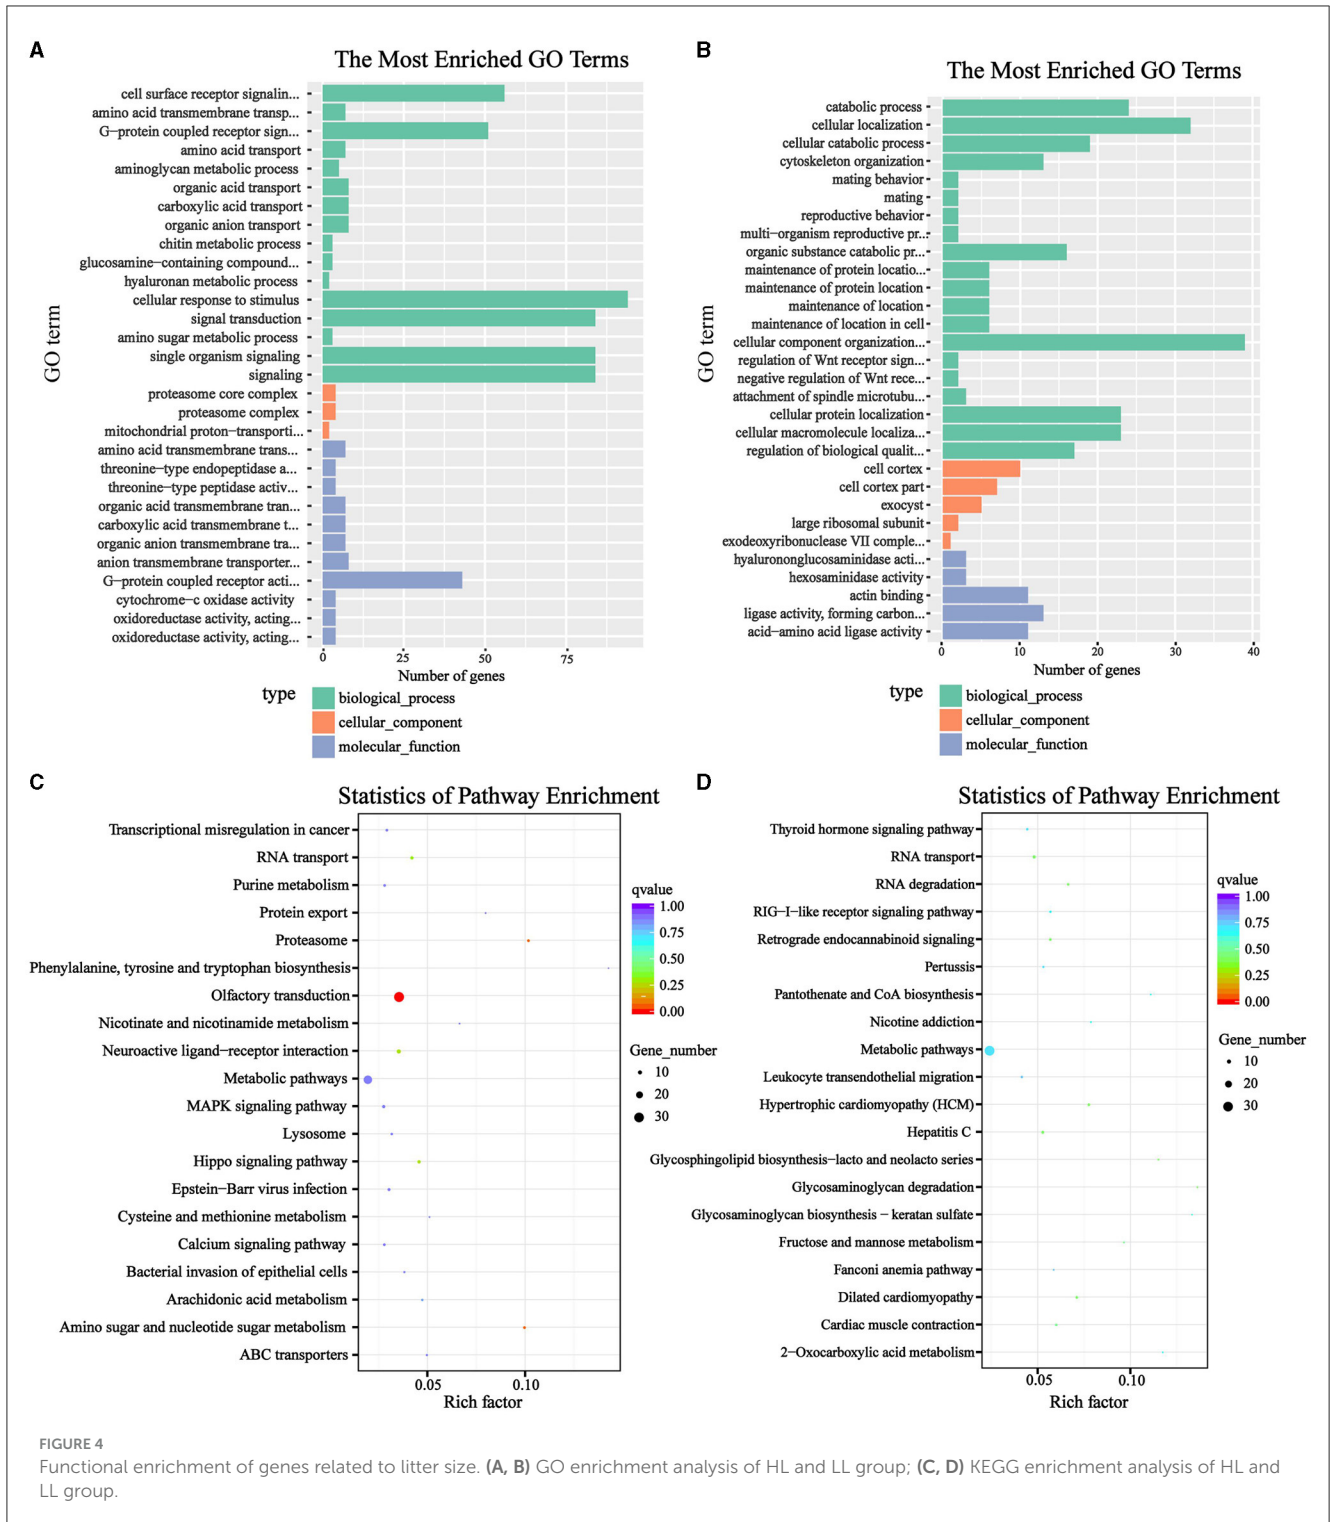 A
The Most Enriched GO Terms
cell surface receptor signalin...
amino acid transmembrane transp...
G−protein coupled receptor sign...
amino acid transport
aminoglycan metabolic process
organic acid transport
carboxylic acid transport
organic anion transport
chitin metabolic process
glucosamine−containing compound...
hyaluronan metabolic process
cellular response to stimulus
signal transduction
amino sugar metabolic process
single organism signaling
signaling
proteasome core complex
proteasome complex
mitochondrial proton−transporti...
amino acid transmembrane trans...
threonine−type endopeptidase a...
threonine−type peptidase activ...
organic acid transmembrane tran...
carboxylic acid transmembrane t...
organic anion transmembrane tra...
anion transmembrane transporter...
G−protein coupled receptor acti...
cytochrome−c oxidase activity
oxidoreductase activity, acting...
oxidoreductase activity, acting...
GO term
0 25 50 75
Number of genes
type
biological_process
cellular_component
molecular_function
B
The Most Enriched GO Terms
catabolic process
cellular localization
cellular catabolic process
cytoskeleton organization
mating behavior
mating
reproductive behavior
multi−organism reproductive pr...
organic substance catabolic pr...
maintenance of protein locatio...
maintenance of protein location
maintenance of location
maintenance of location in cell
cellular component organization...
regulation of Wnt receptor sign...
negative regulation of Wnt rece...
attachment of spindle microtubu...
cellular protein localization
cellular macromolecule localiza...
regulation of biological qualit...
cell cortex
cell cortex part
exocyst
large ribosomal subunit
exodeoxyribonuclease VII comple...
hyalurononglucosaminidase acti...
hexosaminidase activity
actin binding
ligase activity, forming carbon...
acid−amino acid ligase activity
GO term
0 10 20 30 40
Number of genes
type
biological_process
cellular_component
molecular_function
C
Statistics of Pathway Enrichment
Transcriptional misregulation in cancer
RNA transport
Purine metabolism
Protein export
Proteasome
Phenylalanine, tyrosine and tryptophan biosynthesis
Olfactory transduction
Nicotinate and nicotinamide metabolism
Neuroactive ligand−receptor interaction
Metabolic pathways
MAPK signaling pathway
Lysosome
Hippo signaling pathway
Epstein−Barr virus infection
Cysteine and methionine metabolism
Calcium signaling pathway
Bacterial invasion of epithelial cells
Arachidonic acid metabolism
Amino sugar and nucleotide sugar metabolism
ABC transporters
0.05 0.10
Rich factor
qvalue
1.00
0.75
0.50
0.25
0.00
Gene_number
10
20
30
D
Statistics of Pathway Enrichment
Thyroid hormone signaling pathway
RNA transport
RNA degradation
RIG−I−like receptor signaling pathway
Retrograde endocannabinoid signaling
Pertussis
Pantothenate and CoA biosynthesis
Nicotine addiction
Metabolic pathways
Leukocyte transendothelial migration
Hypertrophic cardiomyopathy (HCM)
Hepatitis C
Glycosphingolipid biosynthesis−lacto and neolacto series
Glycosaminoglycan degradation
Glycosaminoglycan biosynthesis − keratan sulfate
Fructose and mannose metabolism
Fanconi anemia pathway
Dilated cardiomyopathy
Cardiac muscle contraction
2−Oxocarboxylic acid metabolism
0.05 0.10
Rich factor
qvalue
1.00
0.75
0.50
0.25
0.00
Gene_number
10
20
30
FIGURE 4
Functional enrichment of genes related to litter size. (A, B) GO enrichment analysis of HL and LL group; (C, D) KEGG enrichment analysis of HL and
LL group.